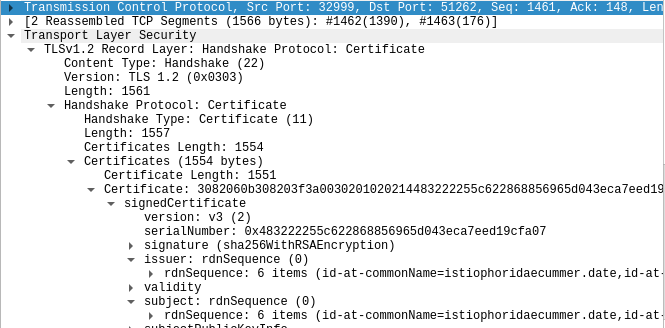 Transmission Control Protocol, Src Port: 32999, Dst Port: 51262, Seq: 1461, Ack: 148, Len
[2 Reassembled TCP Segments (1566 bytes): #1462(1390), #1463(176)]
Transport Layer Security
TLSv1.2 Record Layer: Handshake Protocol: Certificate
Content Type: Handshake (22)
Version: TLS 1.2 (0x0303)
Length: 1561
Handshake Protocol: Certificate
Handshake Type: Certificate (11)
Length: 1557
Certificates Length: 1554
Certificates (1554 bytes)
Certificate Length: 1551
Certificate: 3082060b308203f3a0030201020214483222255c622868856965d043eca7eed19
signedCertificate
version: v3 (2)
serialNumber: 0x483222255c622868856965d043eca7eed19cfa07
signature (sha256WithRSAEncryption)
issuer: rdnSequence (0)
rdnSequence: 6 items (id-at-commonName=istiophoridaecummer.date,id-at-
validity
subject: rdnSequence (0)
rdnSequence: 6 items (id-at-commonName=istiophoridaecummer.date,id-at-
subjectPublicKeyInfo